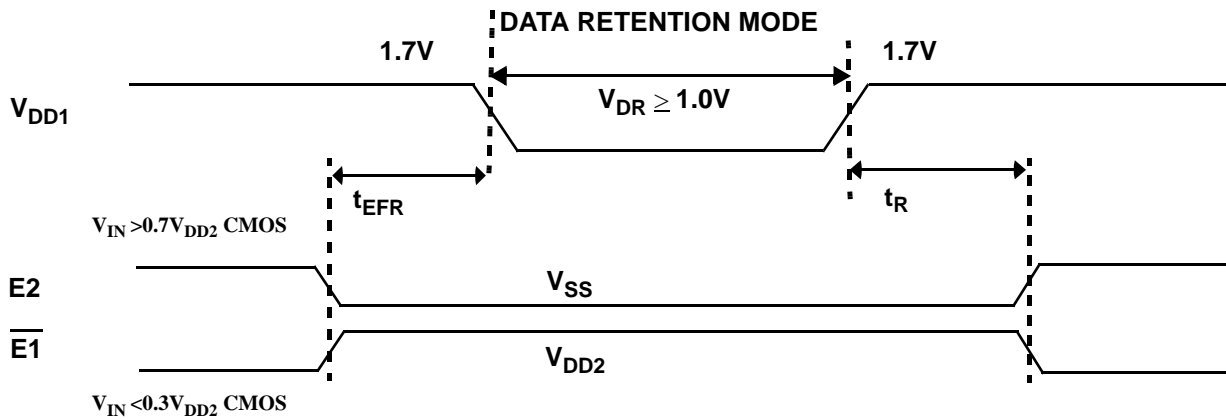 DATA RETENTION MODE
1.7V
1.7V
VDD1
VDR ≥ 1.0V
tEFR
tR
VIN >0.7VDD2 CMOS
E2
VSS
E1
VDD2
VIN <0.3VDD2 CMOS